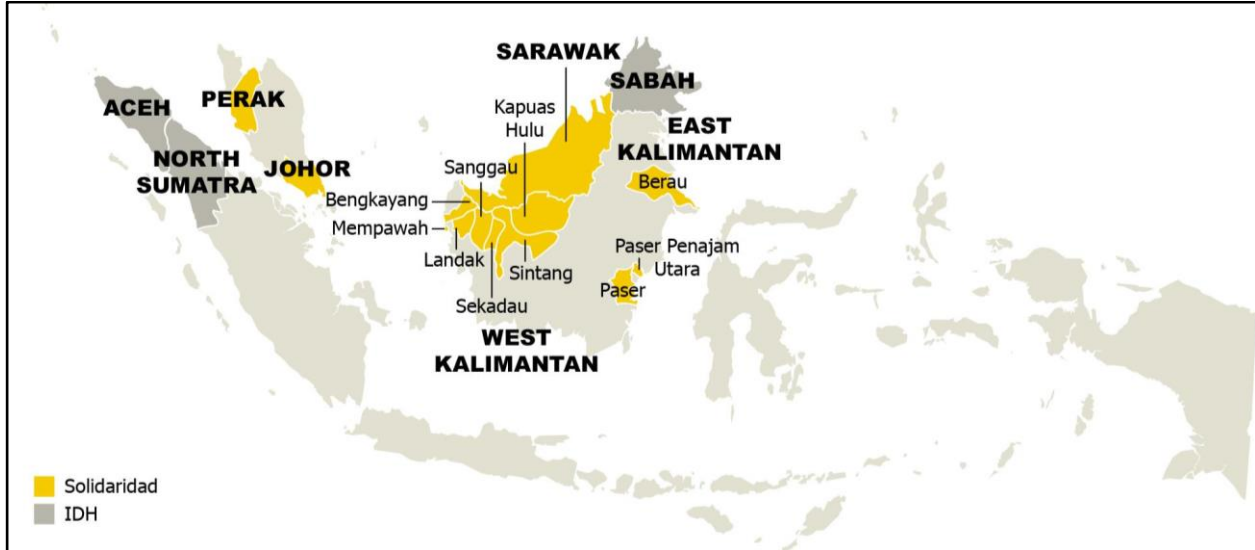 SARAWAK
SABAH
Kapuas
Hulu
PERAK
ACEH
EAST
KALIMANTAN
NORTH
SUMATRA
JOHOR
Sanggau
Berau
Bengkayang
Mempawah
Landak
Sintang
Paser Penajam
Utara
Paser
Sekadau
WEST
KALIMANTAN
Solidaridad
IDH